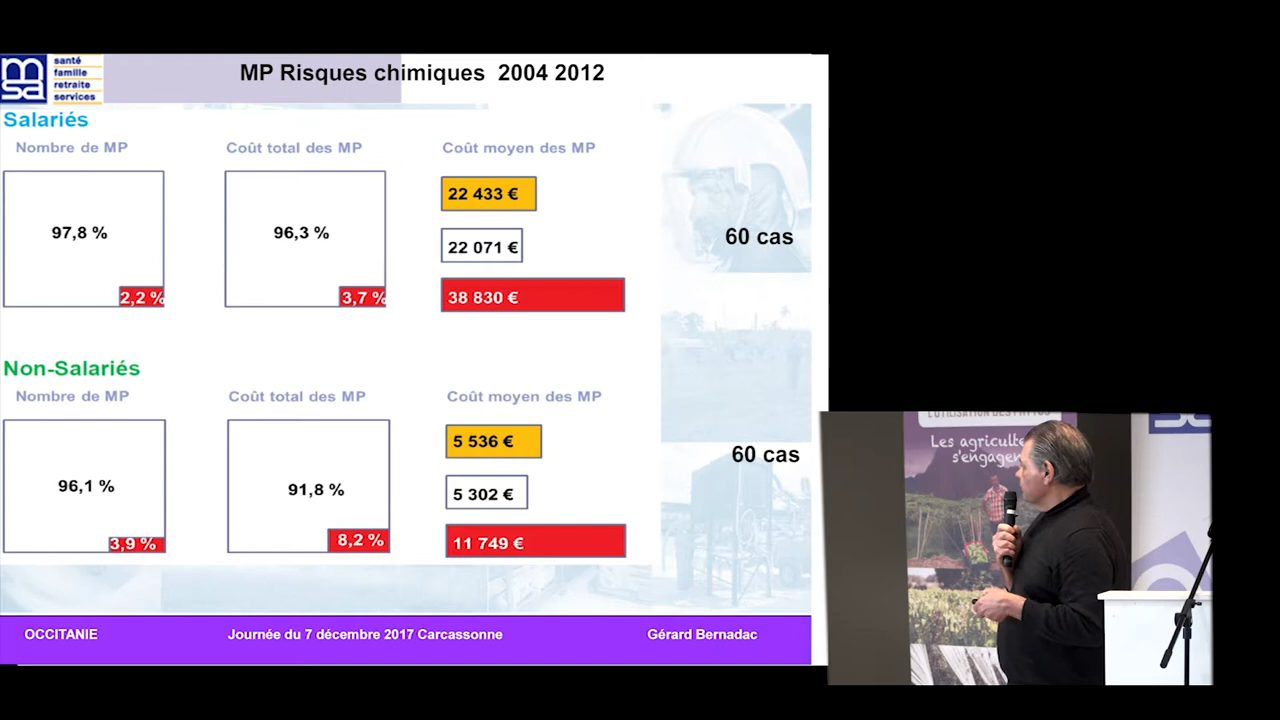 msa
santé
famille
retraite
services
MP Risques chimiques 2004 2012
Salariés
Nombre de MP
Coût total des MP
Coût moyen des MP
97,8 %
2,2 %
96,3 %
3,7 %
22 433 €
22 071 €
38 830 €
60 cas
Non-Salariés
Nombre de MP
Coût total des MP
Coût moyen des MP
96,1 %
3,9 %
91,8 %
8,2 %
5 536 €
5 302 €
11 749 €
60 cas
OCCITANIE
Journée du 7 décembre 2017 Carcassonne
Gérard Bernadac
L'UTILISATION DES PHYTOS
Les
s'engagen